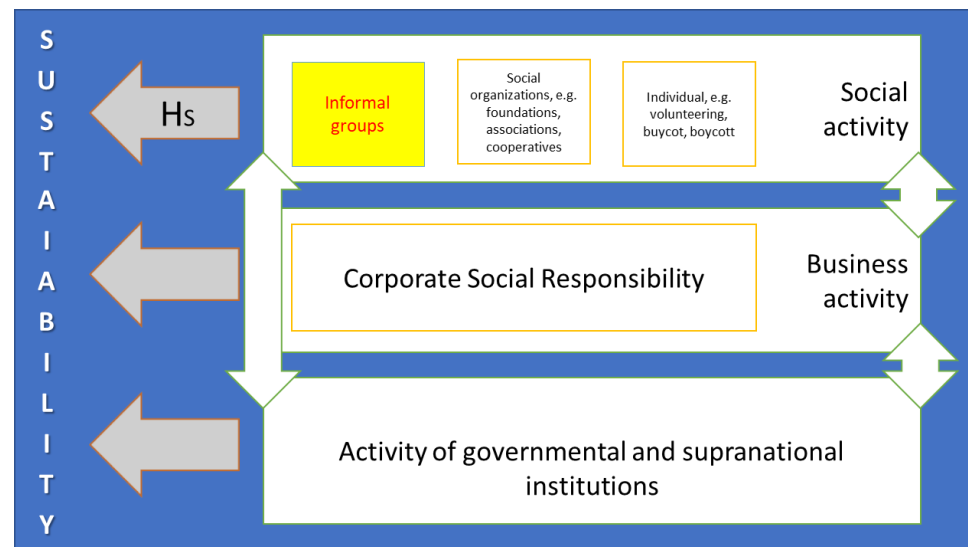 S
U
S
T
A
I
A
B
I
L
I
T
Y
Hs
Informal
groups
Social
organizations, e.g.
foundations,
associations,
cooperatives
Individual, e.g.
volunteering,
buycot, boycott
Social
activity
Corporate Social Responsibility
Business
activity
Activity of governmental and supranational
institutions